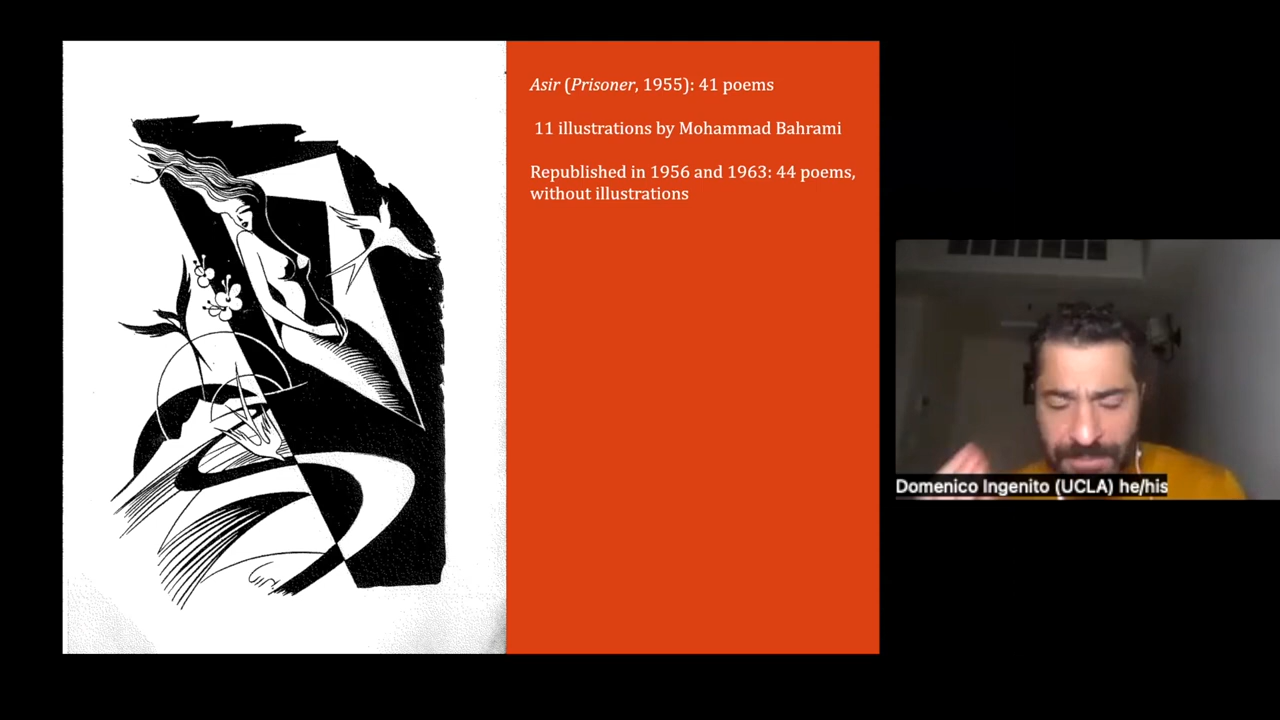 Asir (Prisoner, 1955): 41 poems
11 illustrations by Mohammad Bahrami
Republished in 1956 and 1963: 44 poems,
without illustrations
Domenico Ingenito (UCLA) he/his